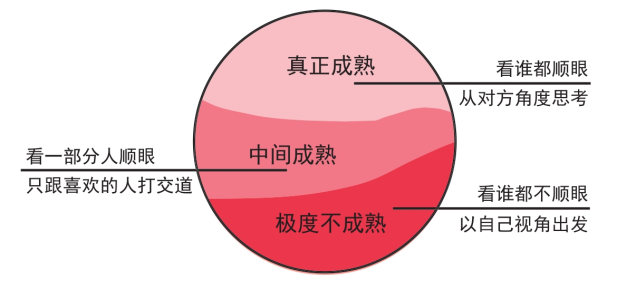 真正成熟
看谁都顺眼
从对方角度思考
看一部分人顺眼
只跟喜欢的人打交道
中间成熟
看谁都不顺眼
以自己视角出发
极度不成熟